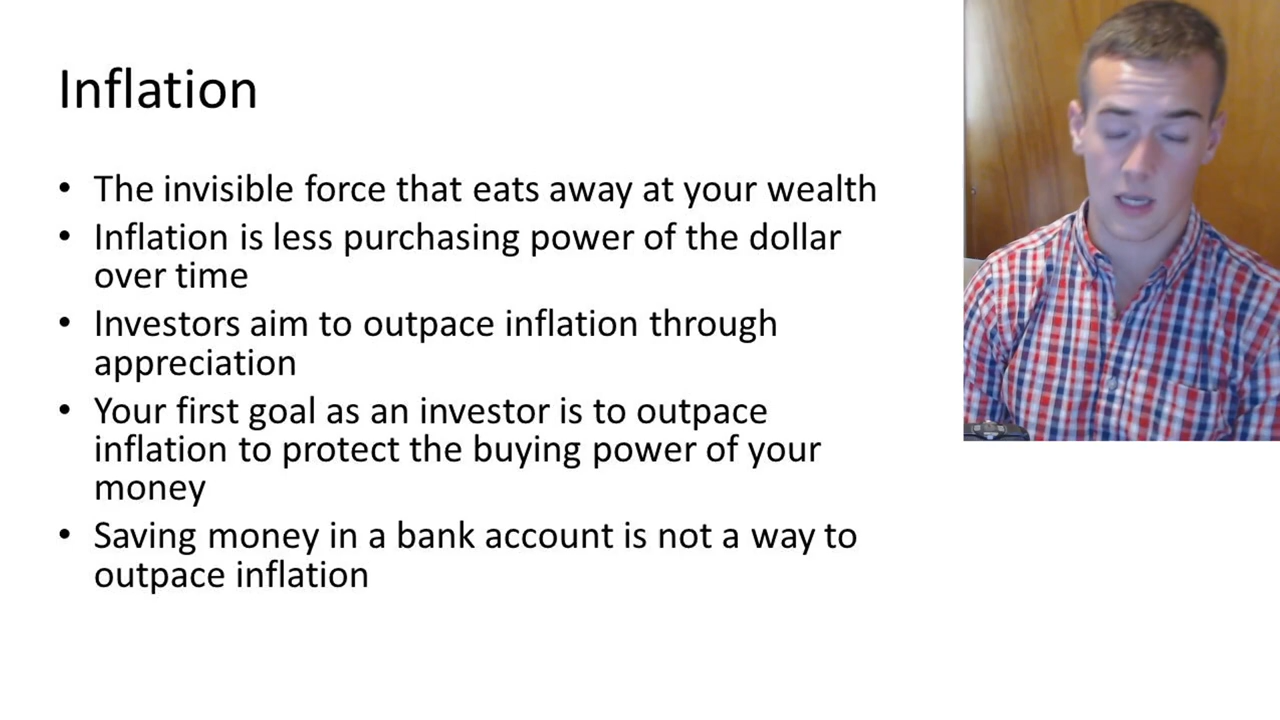 Inflation
• The invisible force that eats away at your wealth
• Inflation is less purchasing power of the dollar
over time
• Investors aim to outpace inflation through
appreciation
• Your first goal as an investor is to outpace
inflation to protect the buying power of your
money
• Saving money in a bank account is not a way to
outpace inflation